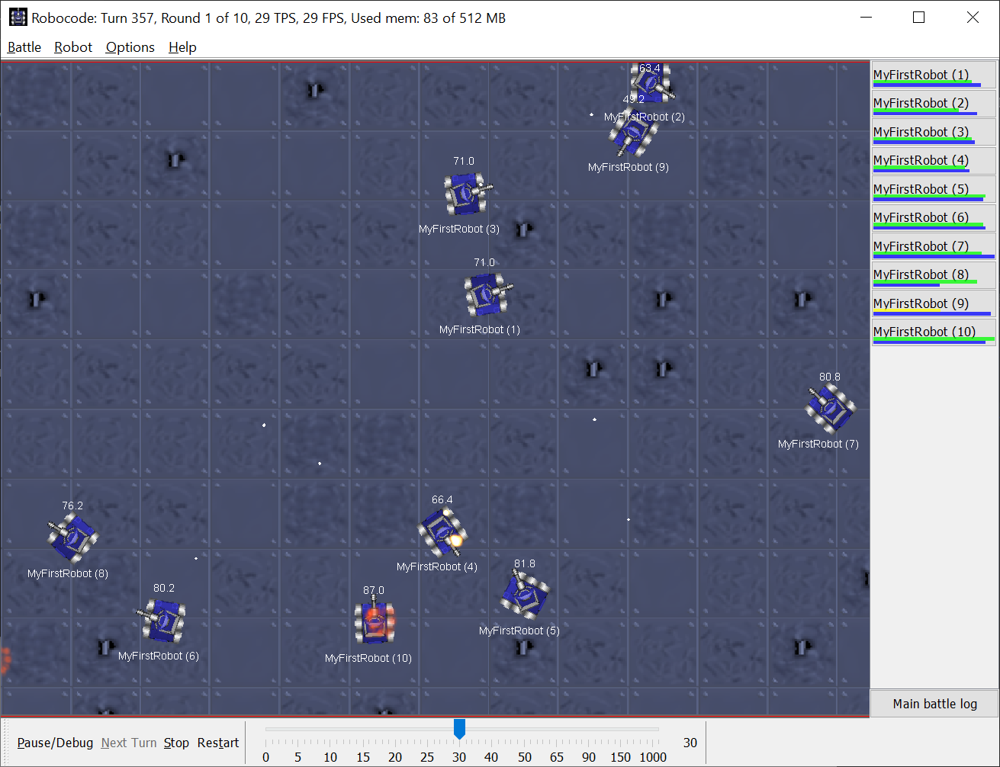 Robocode: Turn 357, Round 1 of 10, 29 TPS, 29 FPS, Used mem: 83 of 512 MB
Battle Robot Options Help
63.4
49.2
MyFirstRobot (2)
MyFirstRobot (9)
71.0
MyFirstRobot (3)
71.0
MyFirstRobot (1)
80.8
MyFirstRobot (7)
76.2
MyFirstRobot (8)
66.4
MyFirstRobot (4)
81.8
MyFirstRobot (5)
80.2
MyFirstRobot (6)
87.0
MyFirstRobot (10)
MyFirstRobot (1)
MyFirstRobot (2)
MyFirstRobot (3)
MyFirstRobot (4)
MyFirstRobot (5)
MyFirstRobot (6)
MyFirstRobot (7)
MyFirstRobot (8)
MyFirstRobot (9)
MyFirstRobot (10)
Main battle log
Pause/Debug Next Turn Stop Restart
0 5 10 15 20 25 30 40 50 65 90 150 1000
30